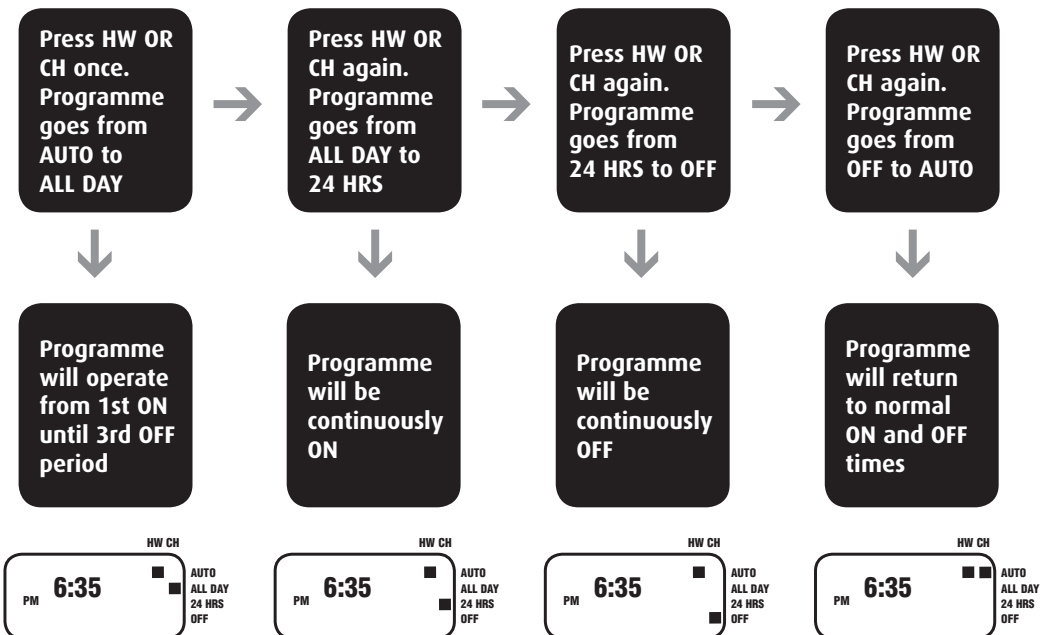 Press HW OR
CH once.
Programme
goes from
AUTO to
ALL DAY
Press HW OR
CH again.
Programme
goes from
ALL DAY to
24 HRS
Press HW OR
CH again.
Programme
goes from
24 HRS to OFF
Press HW OR
CH again.
Programme
goes from
OFF to AUTO
Programme
will operate
from 1st ON
until 3rd OFF
period
Programme
will be
continuously
ON
Programme
will be
continuously
OFF
Programme
will return
to normal
ON and OFF
times
HW CH
PM 6:35
AUTO
ALL DAY
24 HRS
OFF
HW CH
PM 6:35
AUTO
ALL DAY
24 HRS
OFF
HW CH
PM 6:35
AUTO
ALL DAY
24 HRS
OFF
HW CH
PM 6:35
AUTO
ALL DAY
24 HRS
OFF